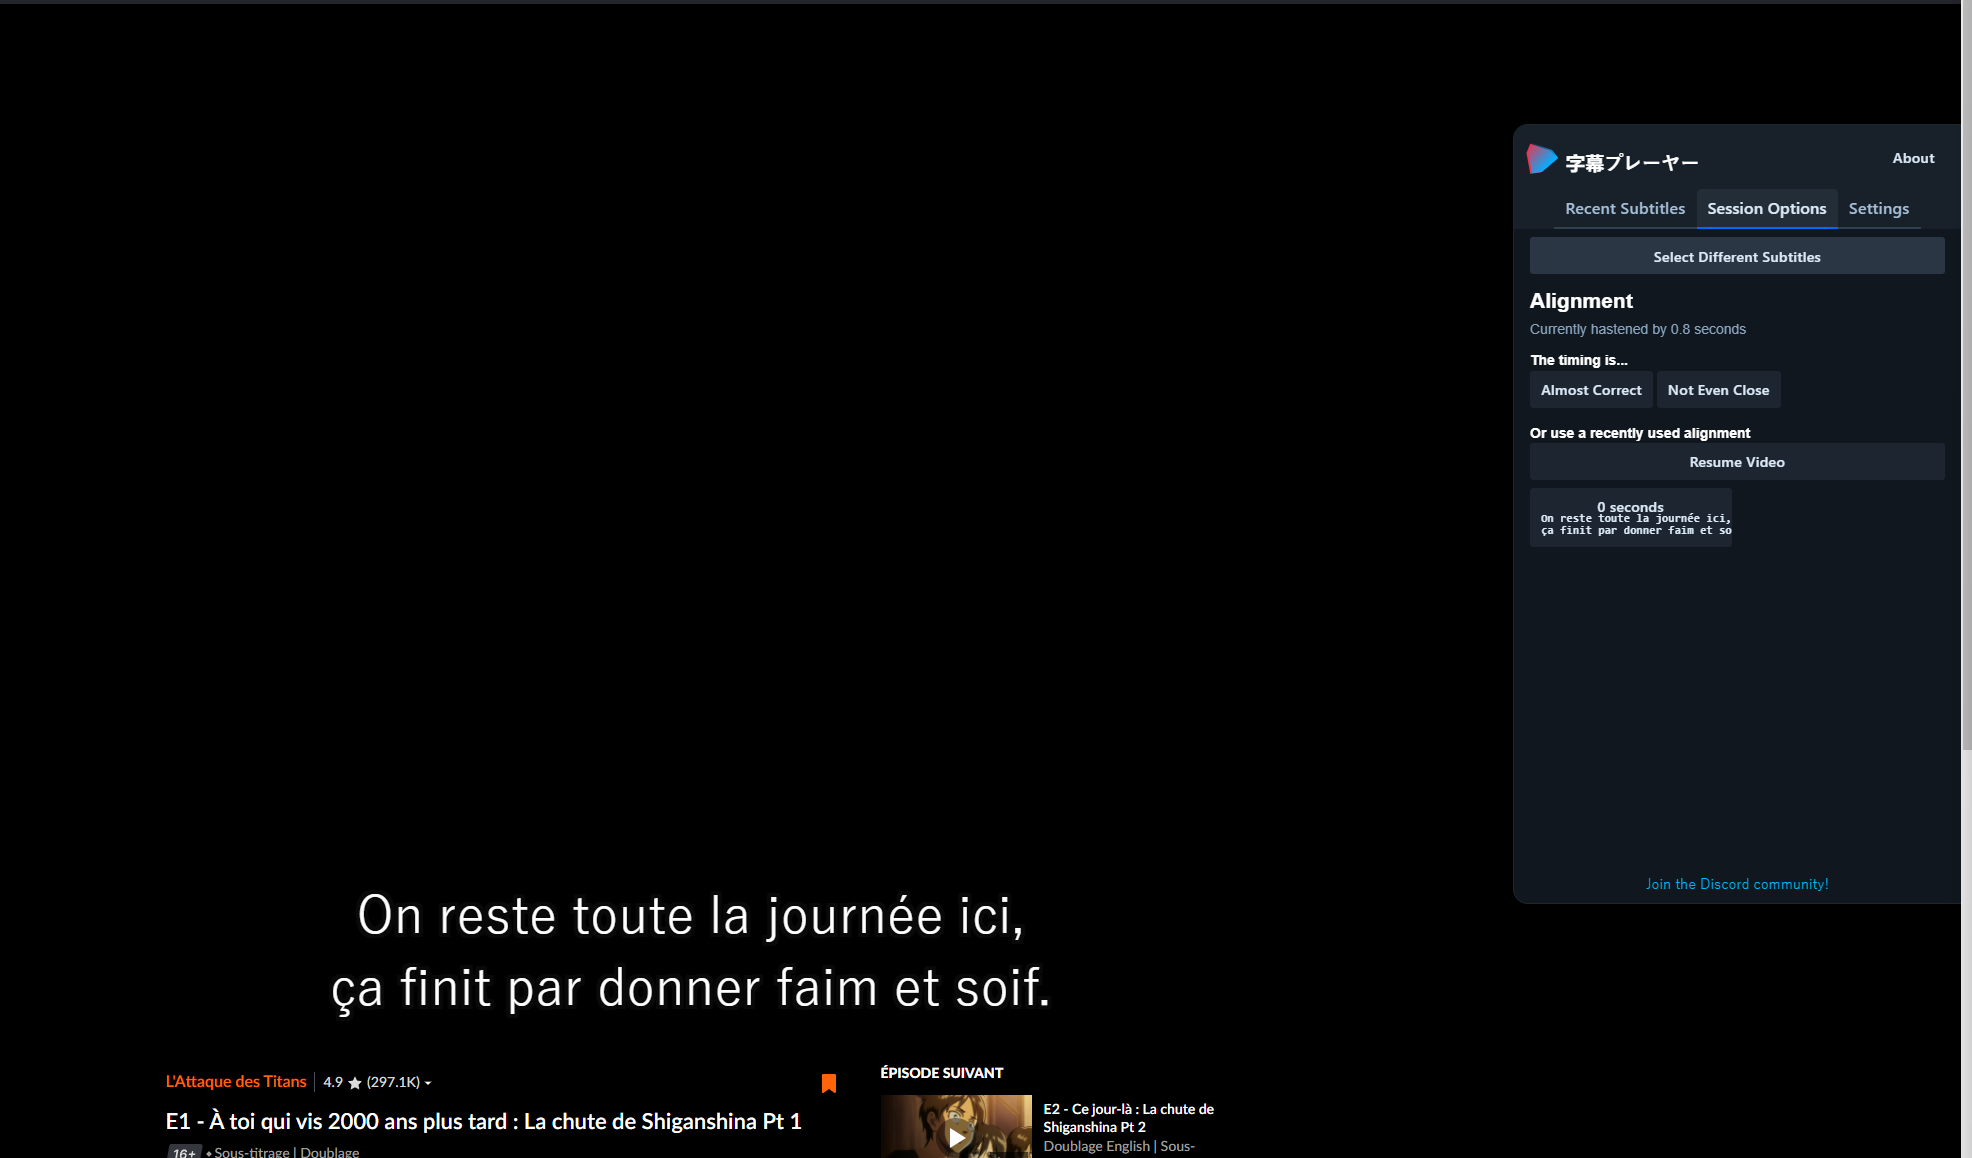 字幕プレーヤー
About
Recent Subtitles
Session Options
Settings
Select Different Subtitles
Alignment
Currently hastened by 0.8 seconds
The timing is...
Almost Correct
Not Even Close
Or use a recently used alignment
Resume Video
0 seconds
On reste toute la journée ici,
ça finit par donner faim et so
Join the Discord community!
On reste toute la journée ici,
ça finit par donner faim et soif.
L'Attaque des Titans
4.9 ★ (297.1K)
E1 - À toi qui vis 2000 ans plus tard : La chute de Shiganshina Pt 1
16+ ♦ Sous-titrage | Doublage
ÉPISODE SUIVANT
E2 - Ce jour-là : La chute de
Shiganshina Pt 2
Doublage English | Sous-